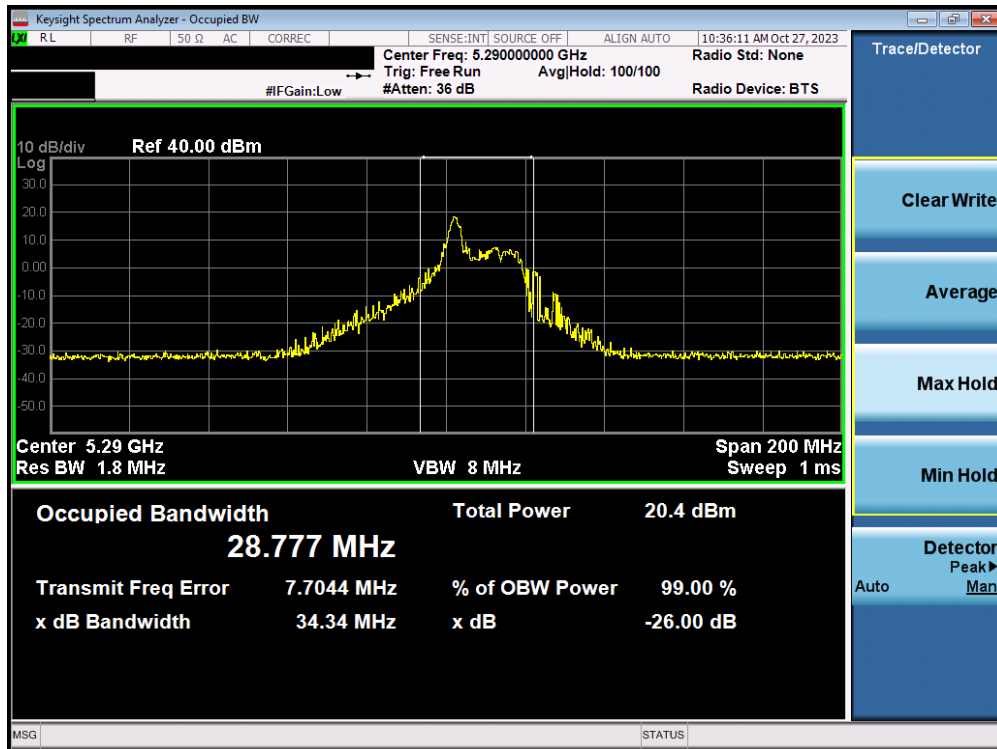 Keysight Spectrum Analyzer - Occupied BW
LXI RL RF 50 Ω AC CORREC SENSE:INT SOURCE OFF ALIGN AUTO 10:36:11 AM Oct 27, 2023
Center Freq: 5.290000000 GHz Radio Std: None
Trig: Free Run Avg|Hold: 100/100
#IFGain:Low #Atten: 36 dB Radio Device: BTS
Trace/Detector
10 dB/div Ref 40.00 dBm
Log
30.0
20.0
10.0
0.00
-10.0
-20.0
-30.0
-40.0
-50.0
Center 5.29 GHz Span 200 MHz
Res BW 1.8 MHz VBW 8 MHz Sweep 1 ms
Occupied Bandwidth Total Power 20.4 dBm
28.777 MHz
Transmit Freq Error 7.7044 MHz % of OBW Power 99.00 %
x dB Bandwidth 34.34 MHz x dB -26.00 dB
Clear Write
Average
Max Hold
Min Hold
Detector
Peak▶
Auto Man
MSG STATUS